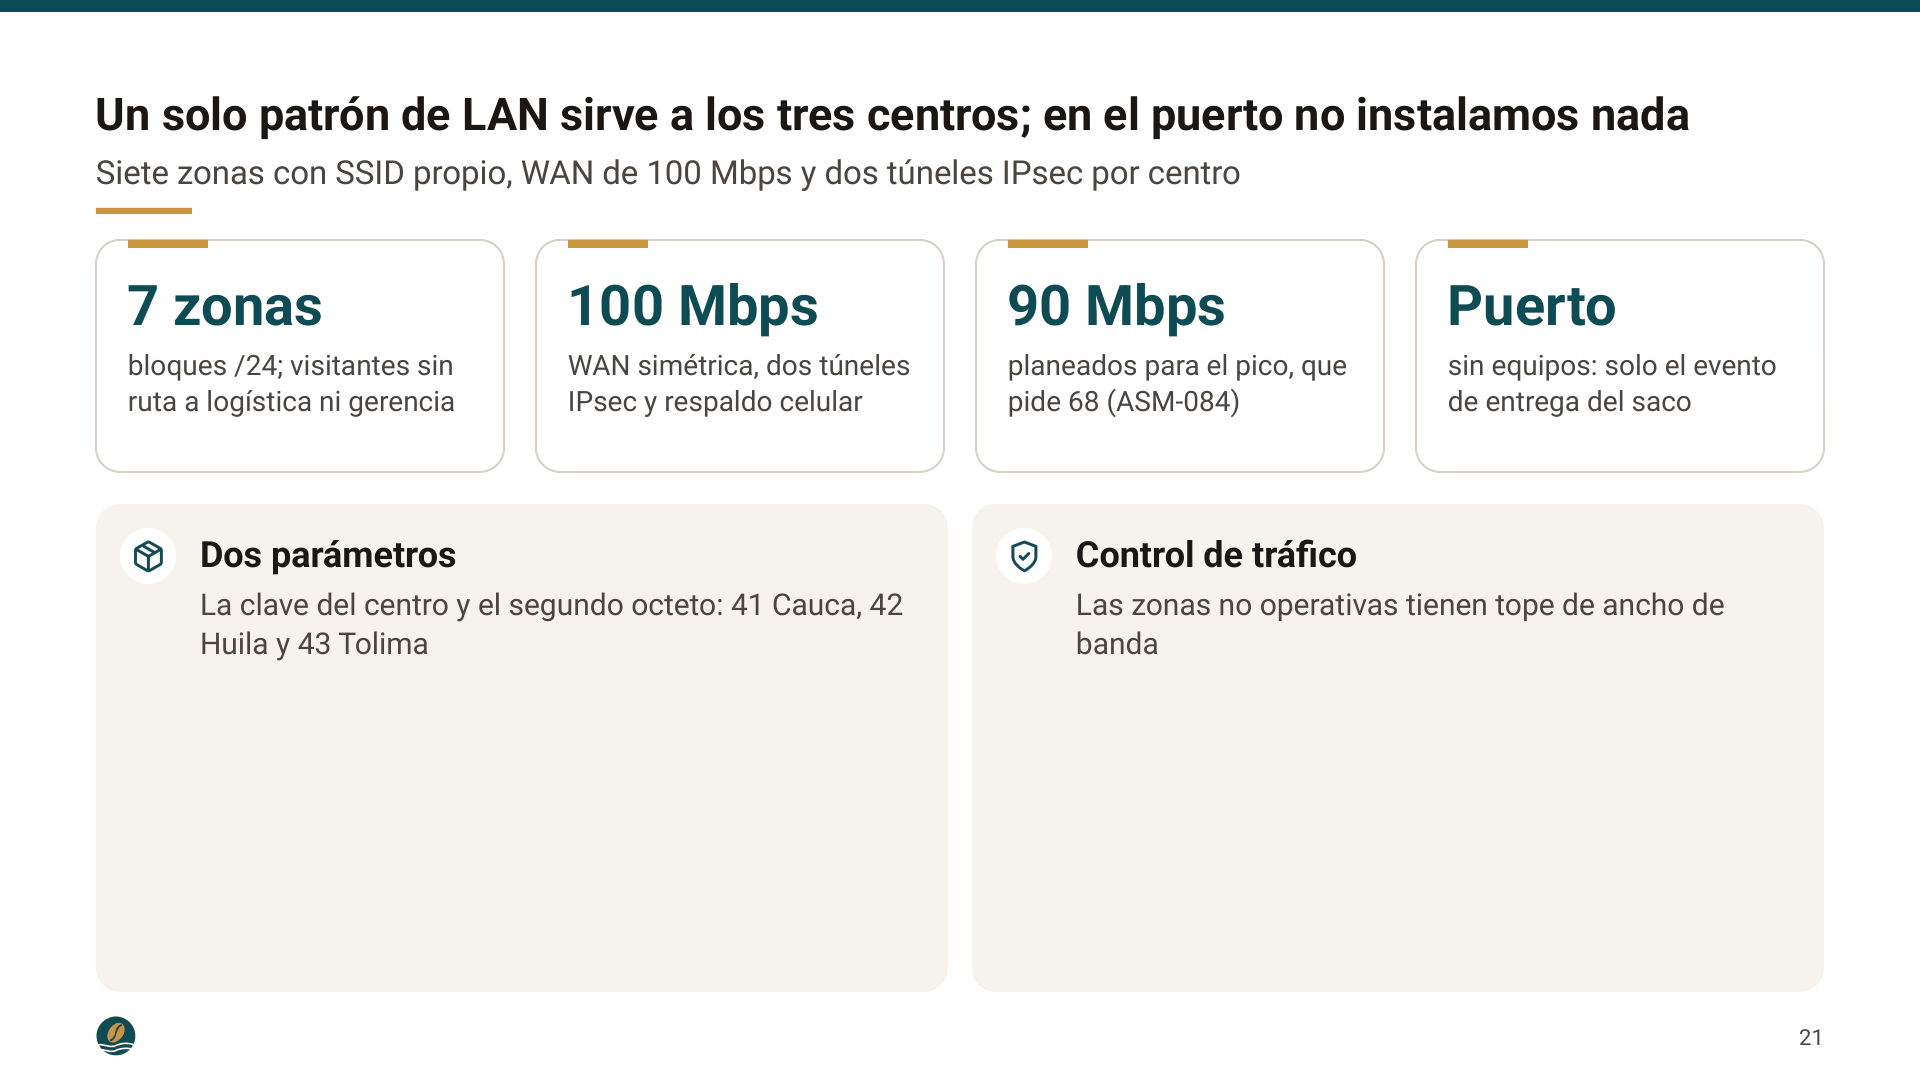 Un solo patrón de LAN sirve a los tres centros; en el puerto no instalamos nada
Siete zonas con SSID propio, WAN de 100 Mbps y dos túneles IPsec por centro
7 zonas
bloques /24; visitantes sin
ruta a logística ni gerencia
100 Mbps
WAN simétrica, dos túneles
IPsec y respaldo celular
90 Mbps
planeados para el pico, que
pide 68 (ASM-084)
Puerto
sin equipos: solo el evento
de entrega del saco
Dos parámetros
La clave del centro y el segundo octeto: 41 Cauca, 42
Huila y 43 Tolima
Control de tráfico
Las zonas no operativas tienen tope de ancho de
banda
21